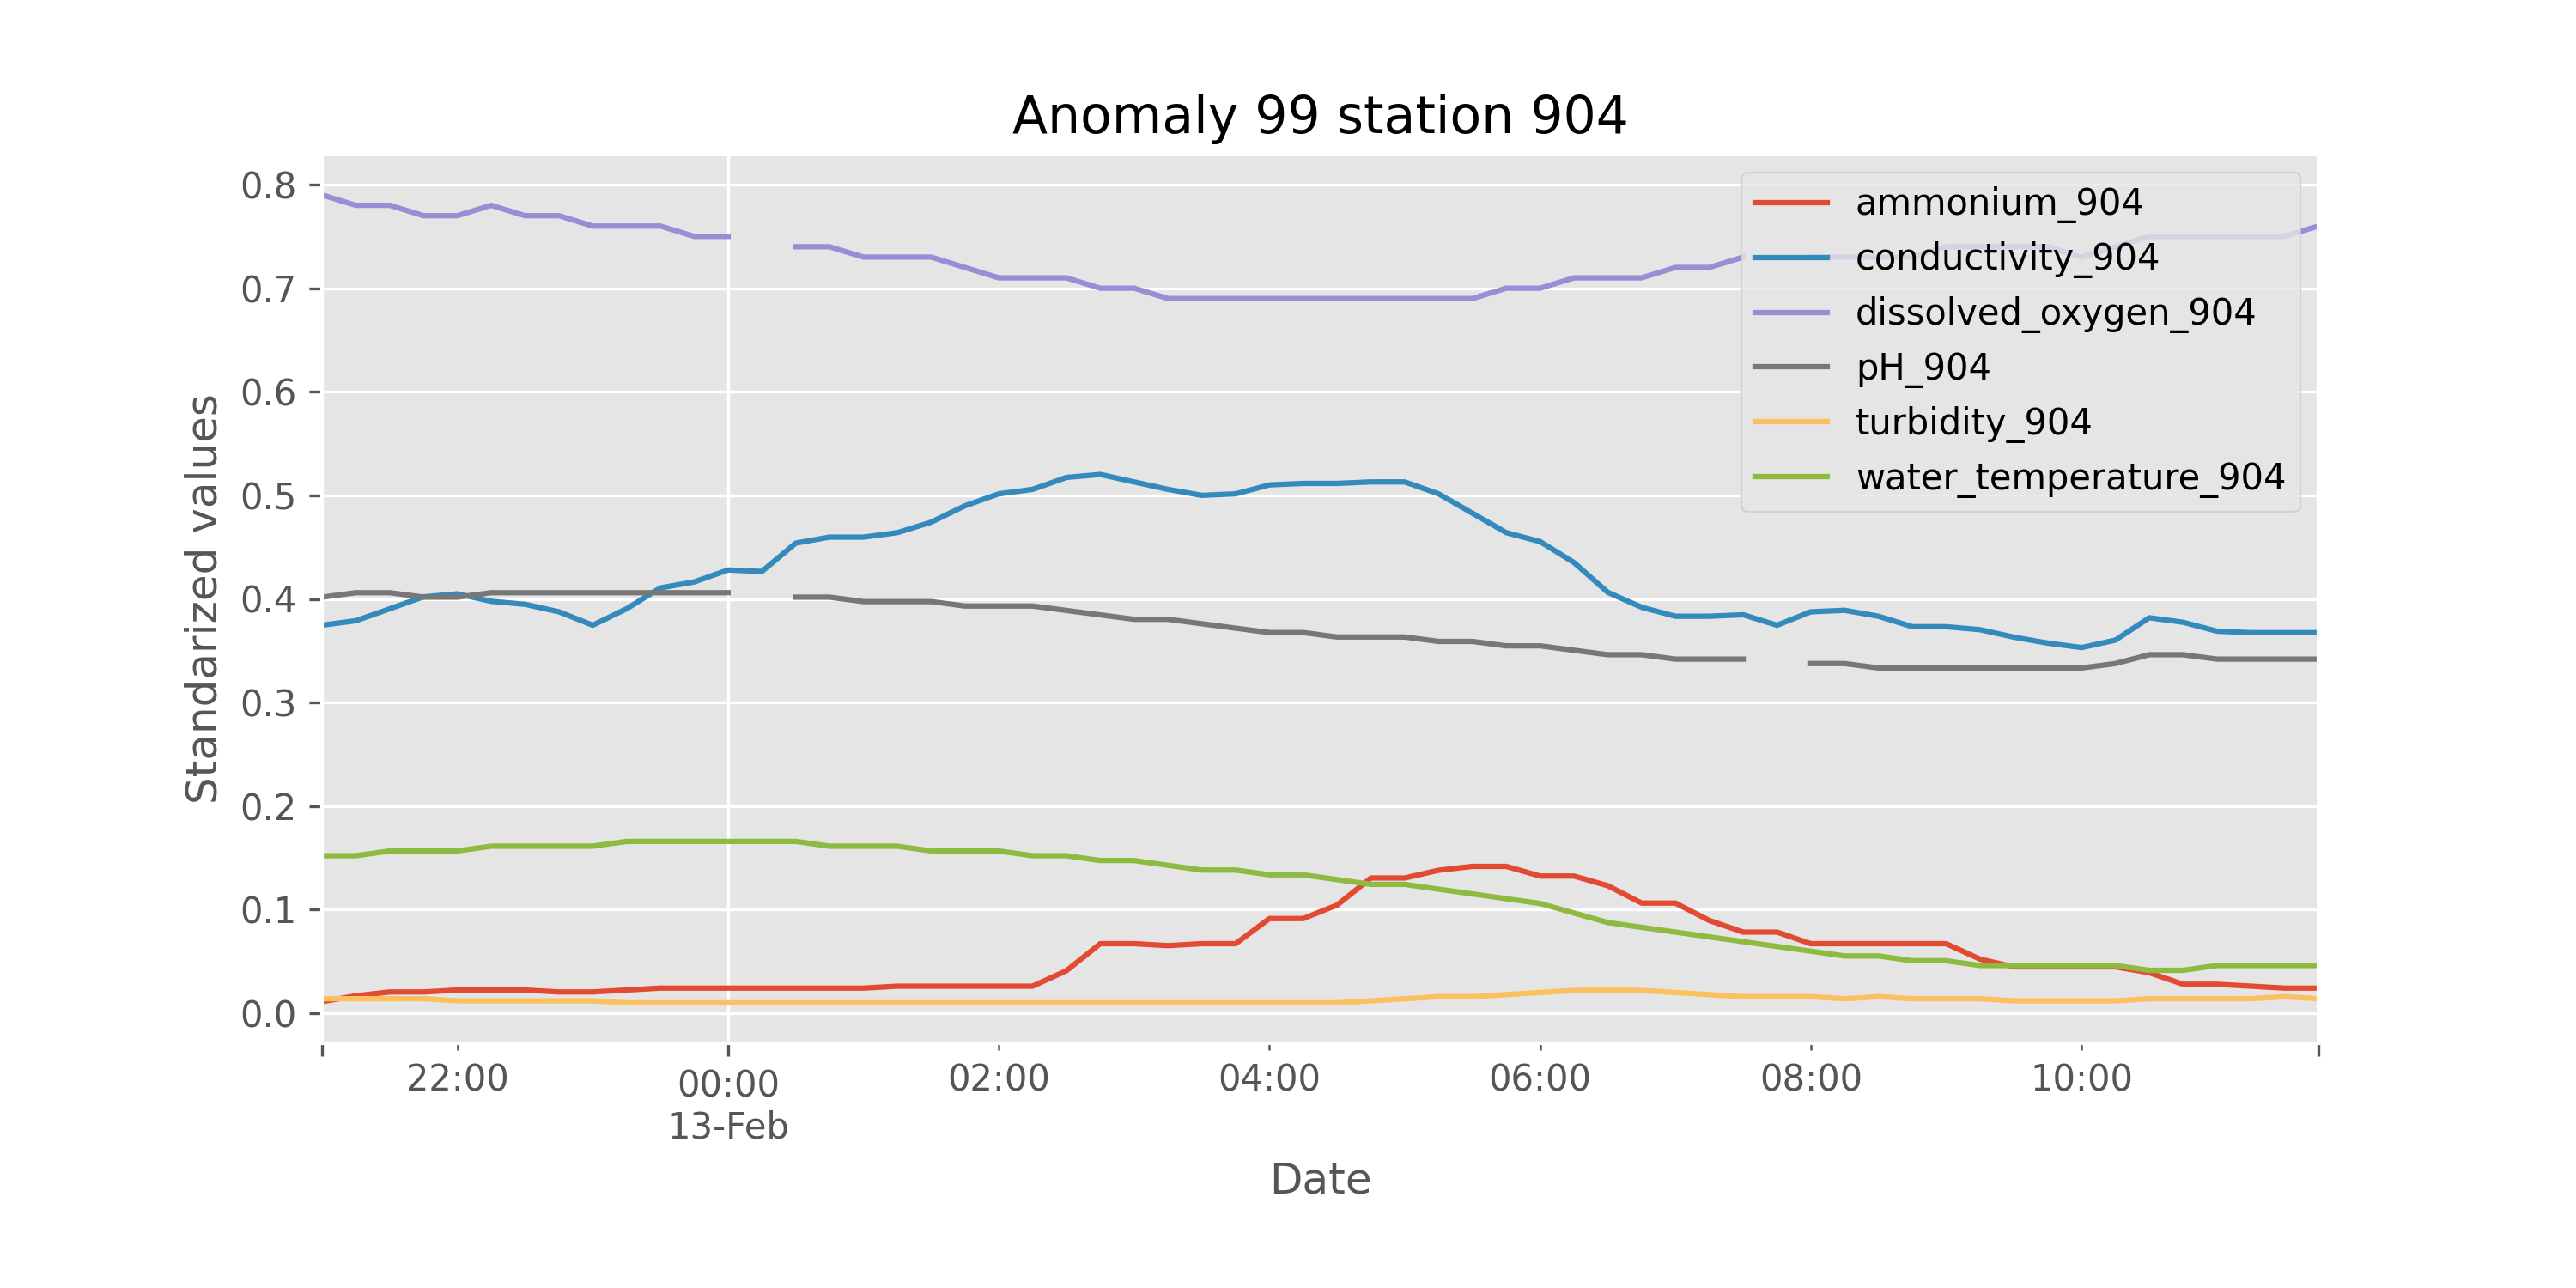 Anomaly 99 station 904
0.8
0.7
0.6
0.5
0.4
0.3
0.2
0.1
0.0
Standardized values
ammonium_904
conductivity_904
dissolved_oxygen_904
pH_904
turbidity_904
water_temperature_904
22:00 00:00 02:00 04:00 06:00 08:00 10:00
13-Feb
Date